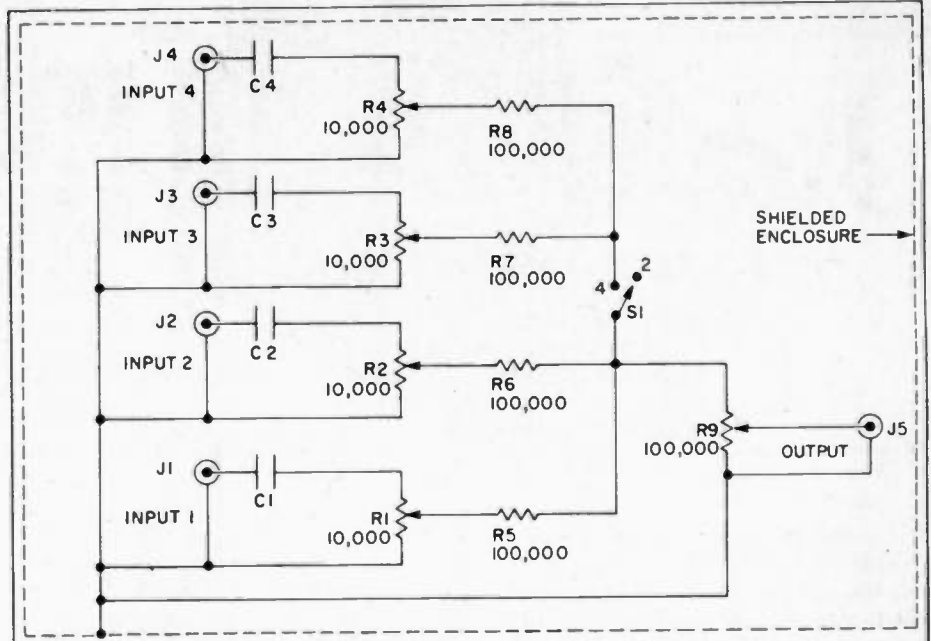 J4
C4
INPUT 4
R4
10,000
R8
100,000
J3
C3
INPUT 3
R3
10,000
R7
100,000
SHIELDED
ENCLOSURE
2
4
S1
J2
C2
INPUT 2
R2
10,000
R6
100,000
R9
100,000
J5
OUTPUT
J1
C1
INPUT 1
R1
10,000
R5
100,000